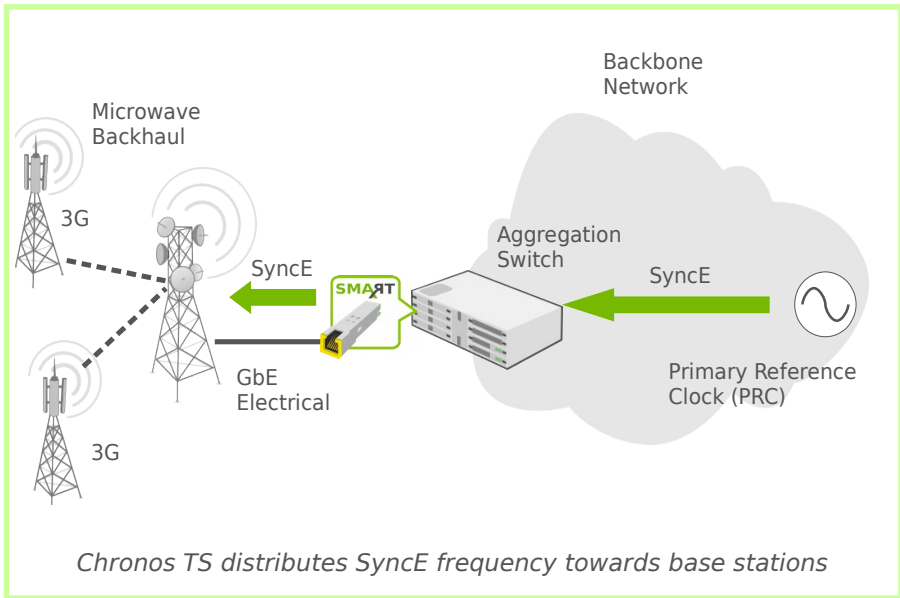 Backbone
Network
Microwave
Backhaul
3G
Aggregation
Switch
SyncE
SyncE
SMART
GbE
Electrical
Primary Reference
Clock (PRC)
3G
Chronos TS distributes SyncE frequency towards base stations